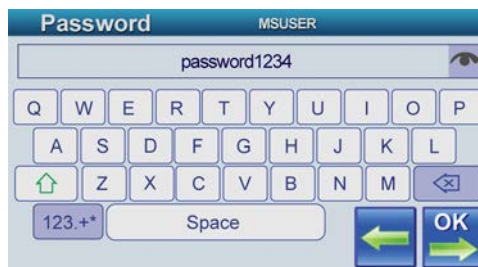 Password MSUSER
password1234
Q W E R T Y U I O P
A S D F G H J K L
Z X C V B N M
123.+* Space OK